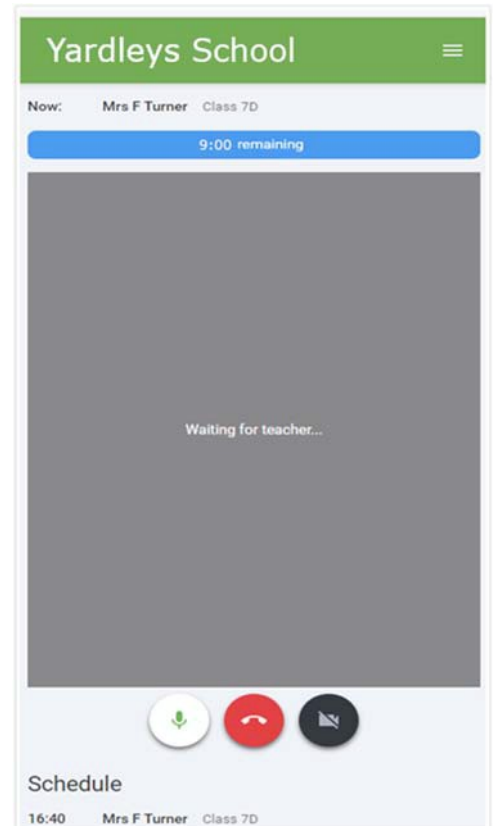 Yardleys School
Now: Mrs F Turner Class 7D
9:00 remaining
Waiting for teacher...
Schedule
16:40 Mrs F Turner Class 7D